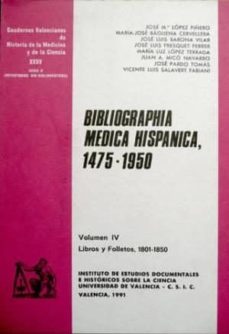 Cuadernos Valencianos
de
Historia de la Medicina
y de la Ciencia
XXXV
JOSÉ Mª LÓPEZ PIÑERO
MARÍA-JOSÉ BÁGUENA CERVELLERA
JOSÉ LUIS BARONA VILAR
JOSÉ LUIS FRESQUET FEBRER
MARÍA LUZ LÓPEZ TERRADA
JUAN A. MICÓ NAVARRO
JOSÉ PARDO TOMÁS
VICENTE LUIS SALAVERT FABIANI
BIBLIOGRAPHIA
MEDICA HISPANICA,
1475-1950
Volumen IV
Libros y Folletos, 1801-1850
INSTITUTO DE ESTUDIOS DOCUMENTALES
E HISTÓRICOS SOBRE LA CIENCIA
UNIVERSIDAD DE VALENCIA - C. S. I. C.
VALENCIA, 1991